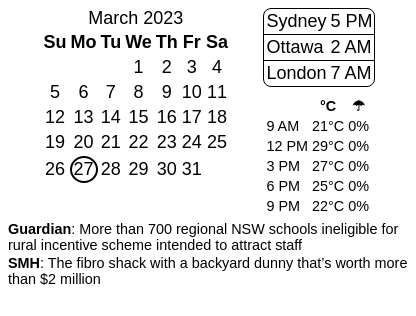 March 2023
Su Mo Tu We Th Fr Sa
1 2 3 4
5 6 7 8 9 10 11
12 13 14 15 16 17 18
19 20 21 22 23 24 25
26 27 28 29 30 31
Sydney 5 PM
Ottawa 2 AM
London 7 AM
°C ☂
9 AM 21°C 0%
12 PM 29°C 0%
3 PM 27°C 0%
6 PM 25°C 0%
9 PM 22°C 0%
Guardian: More than 700 regional NSW schools ineligible for
rural incentive scheme intended to attract staff
SMH: The fibro shack with a backyard dunny that's worth more
than $2 million